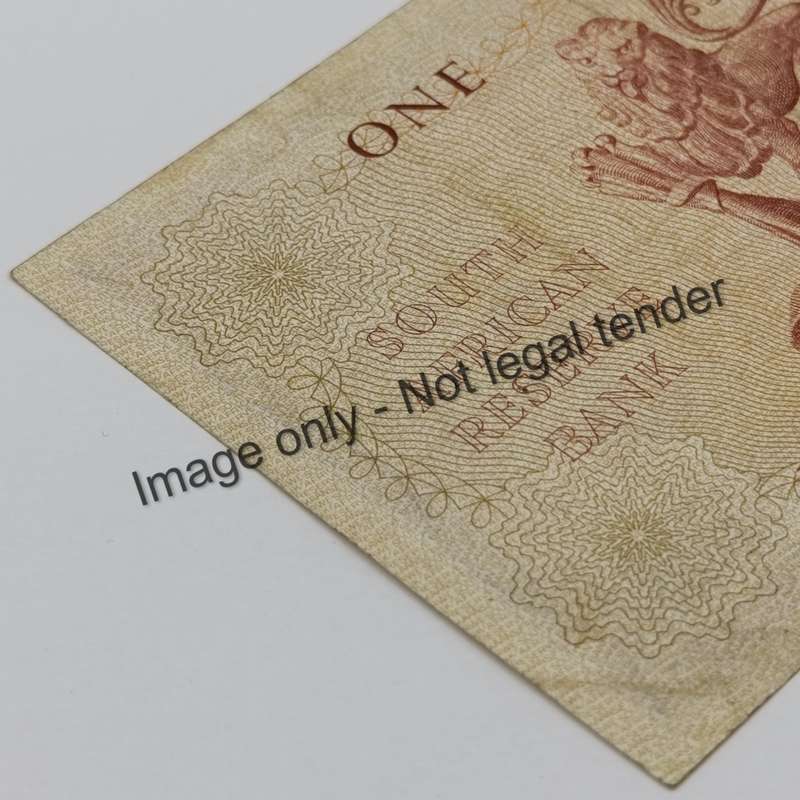 ONE
SOUTH
AFRICAN
RESERVE
BANK
Image only - Not legal tender